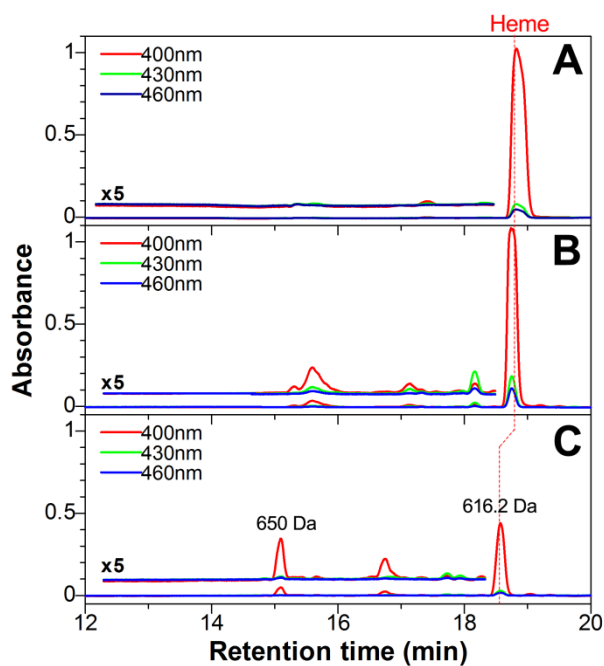 Heme
A
1
400nm
430nm
460nm
0.5
x5
0
B
1
400nm
430nm
460nm
0.5
x5
0
Absorbance
C
400nm
430nm
460nm
0.5
650 Da
616.2 Da
x5
0
12 14 16 18 20
Retention time (min)